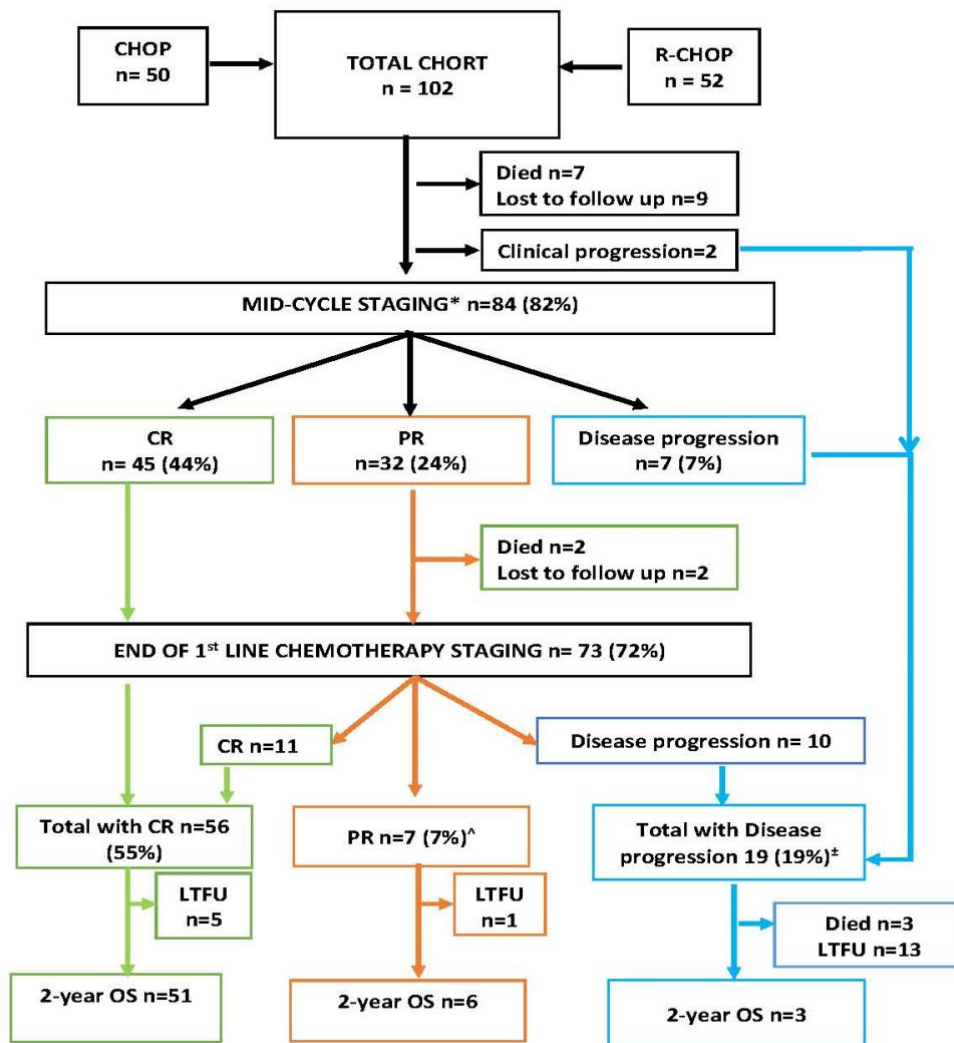 CHOP
n= 50
TOTAL CHORT
n = 102
R-CHOP
n = 52
Died n=7
Lost to follow up n=9
Clinical progression=2
MID-CYCLE STAGING* n=84 (82%)
CR
n= 45 (44%)
PR
n=32 (24%)
Disease progression
n=7 (7%)
Died n=2
Lost to follow up n=2
END OF 1st LINE CHEMOTHERAPY STAGING n= 73 (72%)
CR n=11
Disease progression n= 10
Total with CR n=56
(55%)
PR n=7 (7%)^
Total with Disease
progression 19 (19%)±
LTFU
n=5
LTFU
n=1
Died n=3
LTFU n=13
2-year OS n=51
2-year OS n=6
2-year OS n=3